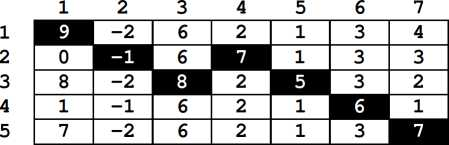 1 2 3 4 5 6 7
1 9 −2 6 2 1 3 4
2 0 −1 6 7 1 3 3
3 8 −2 8 2 5 3 2
4 1 −1 6 2 1 6 1
5 7 −2 6 2 1 3 7